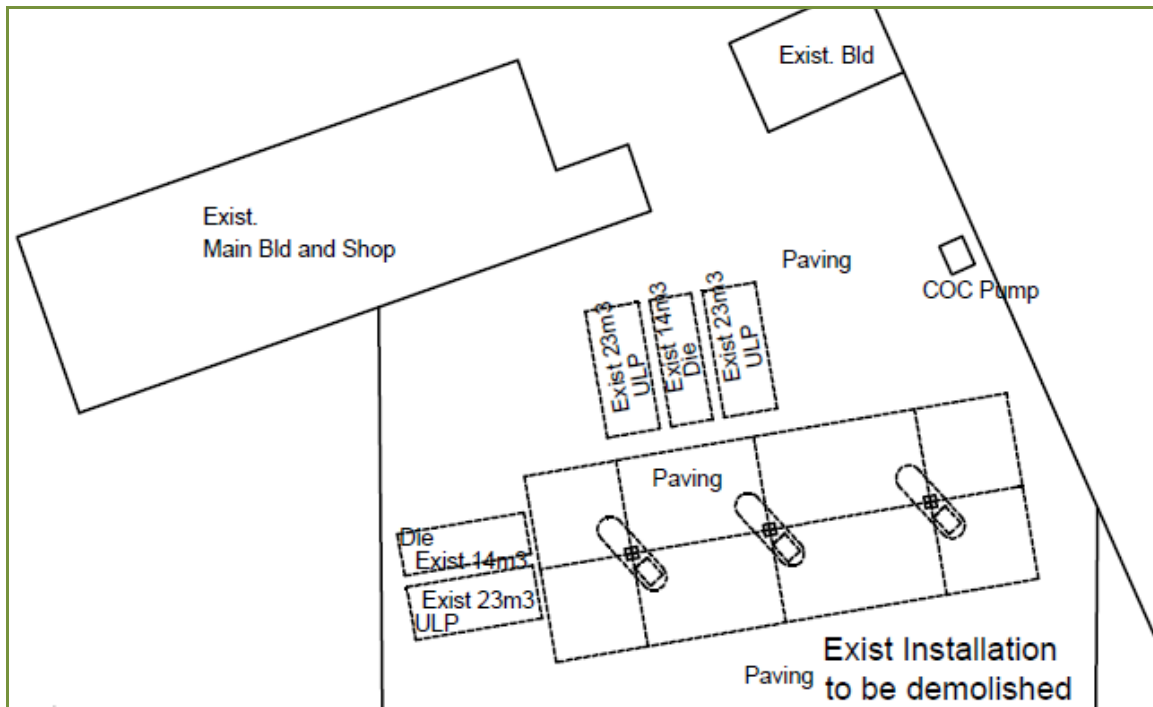 Exist. Bld
Exist.
Main Bld and Shop
Paving
COC Pump
Exist 23m3
ULP
Exist 14m3
Die
Exist 23m3
ULP
Paving
Die
Exist 14m3
Exist 23m3
ULP
Exist Installation
to be demolished
Paving